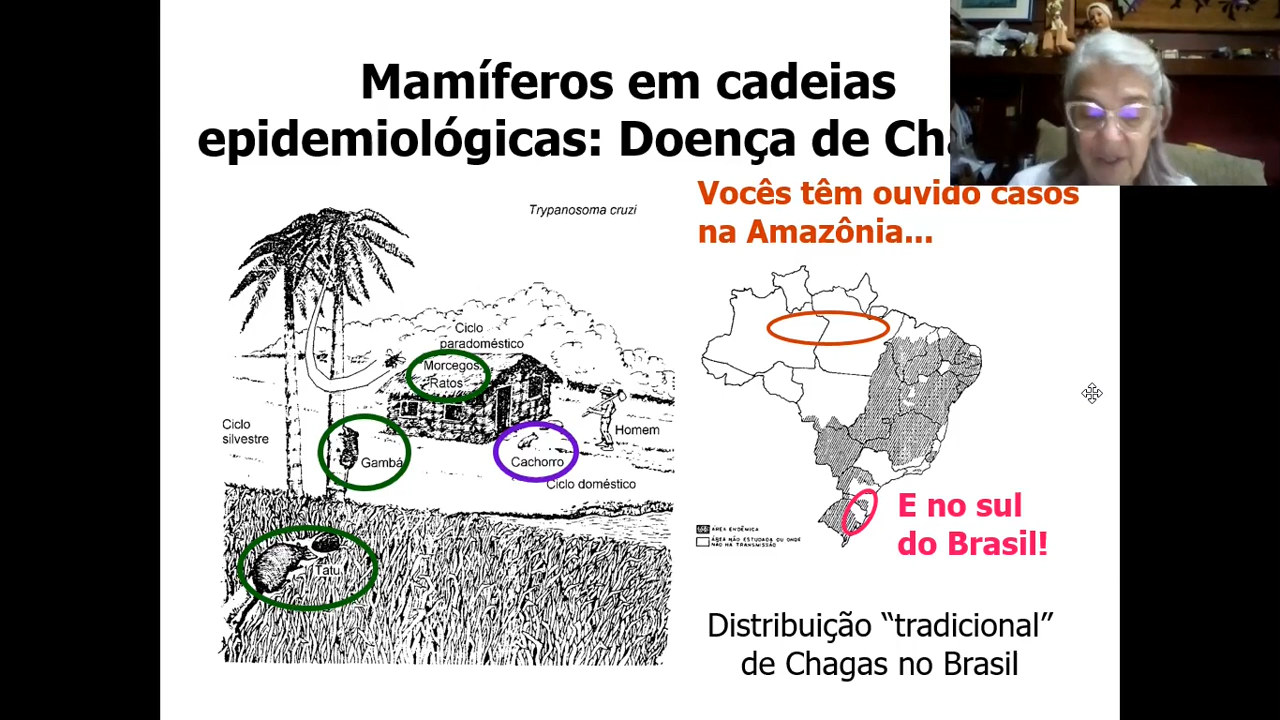 Mamíferos em cadeias
epidemiológicas: Doença de Cha
Vocês têm ouvido casos
na Amazônia...
Trypanosoma cruzi
Ciclo
paradoméstico
Morcegos
Ratos
Ciclo
silvestre
Homem
Gambá
Cachorro
Ciclo doméstico
Tatu
E no sul
do Brasil!
ÁREA ENDÊMICA
ÁREA NÃO ESTUDADA OU ONDE
NÃO HÁ TRANSMISSÃO
Distribuição “tradicional”
de Chagas no Brasil